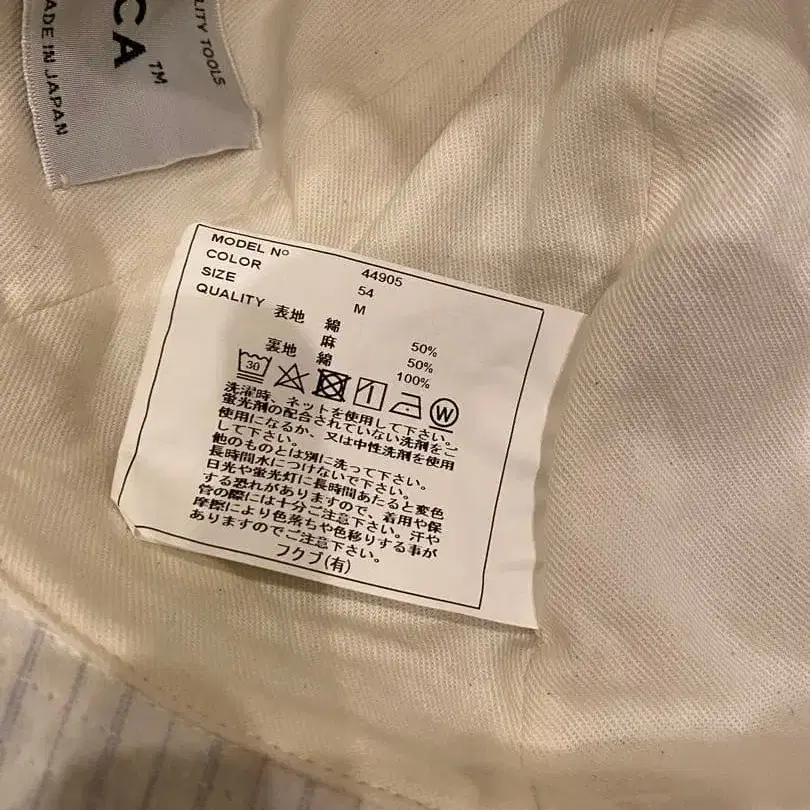 LITY TOOLS
CA™
ADE IN JAPAN
MODEL Nº 44905
COLOR 54
SIZE M
QUALITY
表地 綿 50%
麻 50%
裏地 綿 100%
30 W
洗濯時、ネットを使用して下さい。
蛍光剤の配合されていない洗剤をご
使用になるか、又は中性洗剤を使用
して下さい。
他のものとは別に洗って下さい。
長時間水につけないで下さい。
日光や蛍光灯に長時間あたると変色
する恐れがありますので、着用や保
管の際には十分ご注意下さい。汗や
摩擦により色落ちや色移りする事が
ありますのでご注意下さい。
フクブ(有)